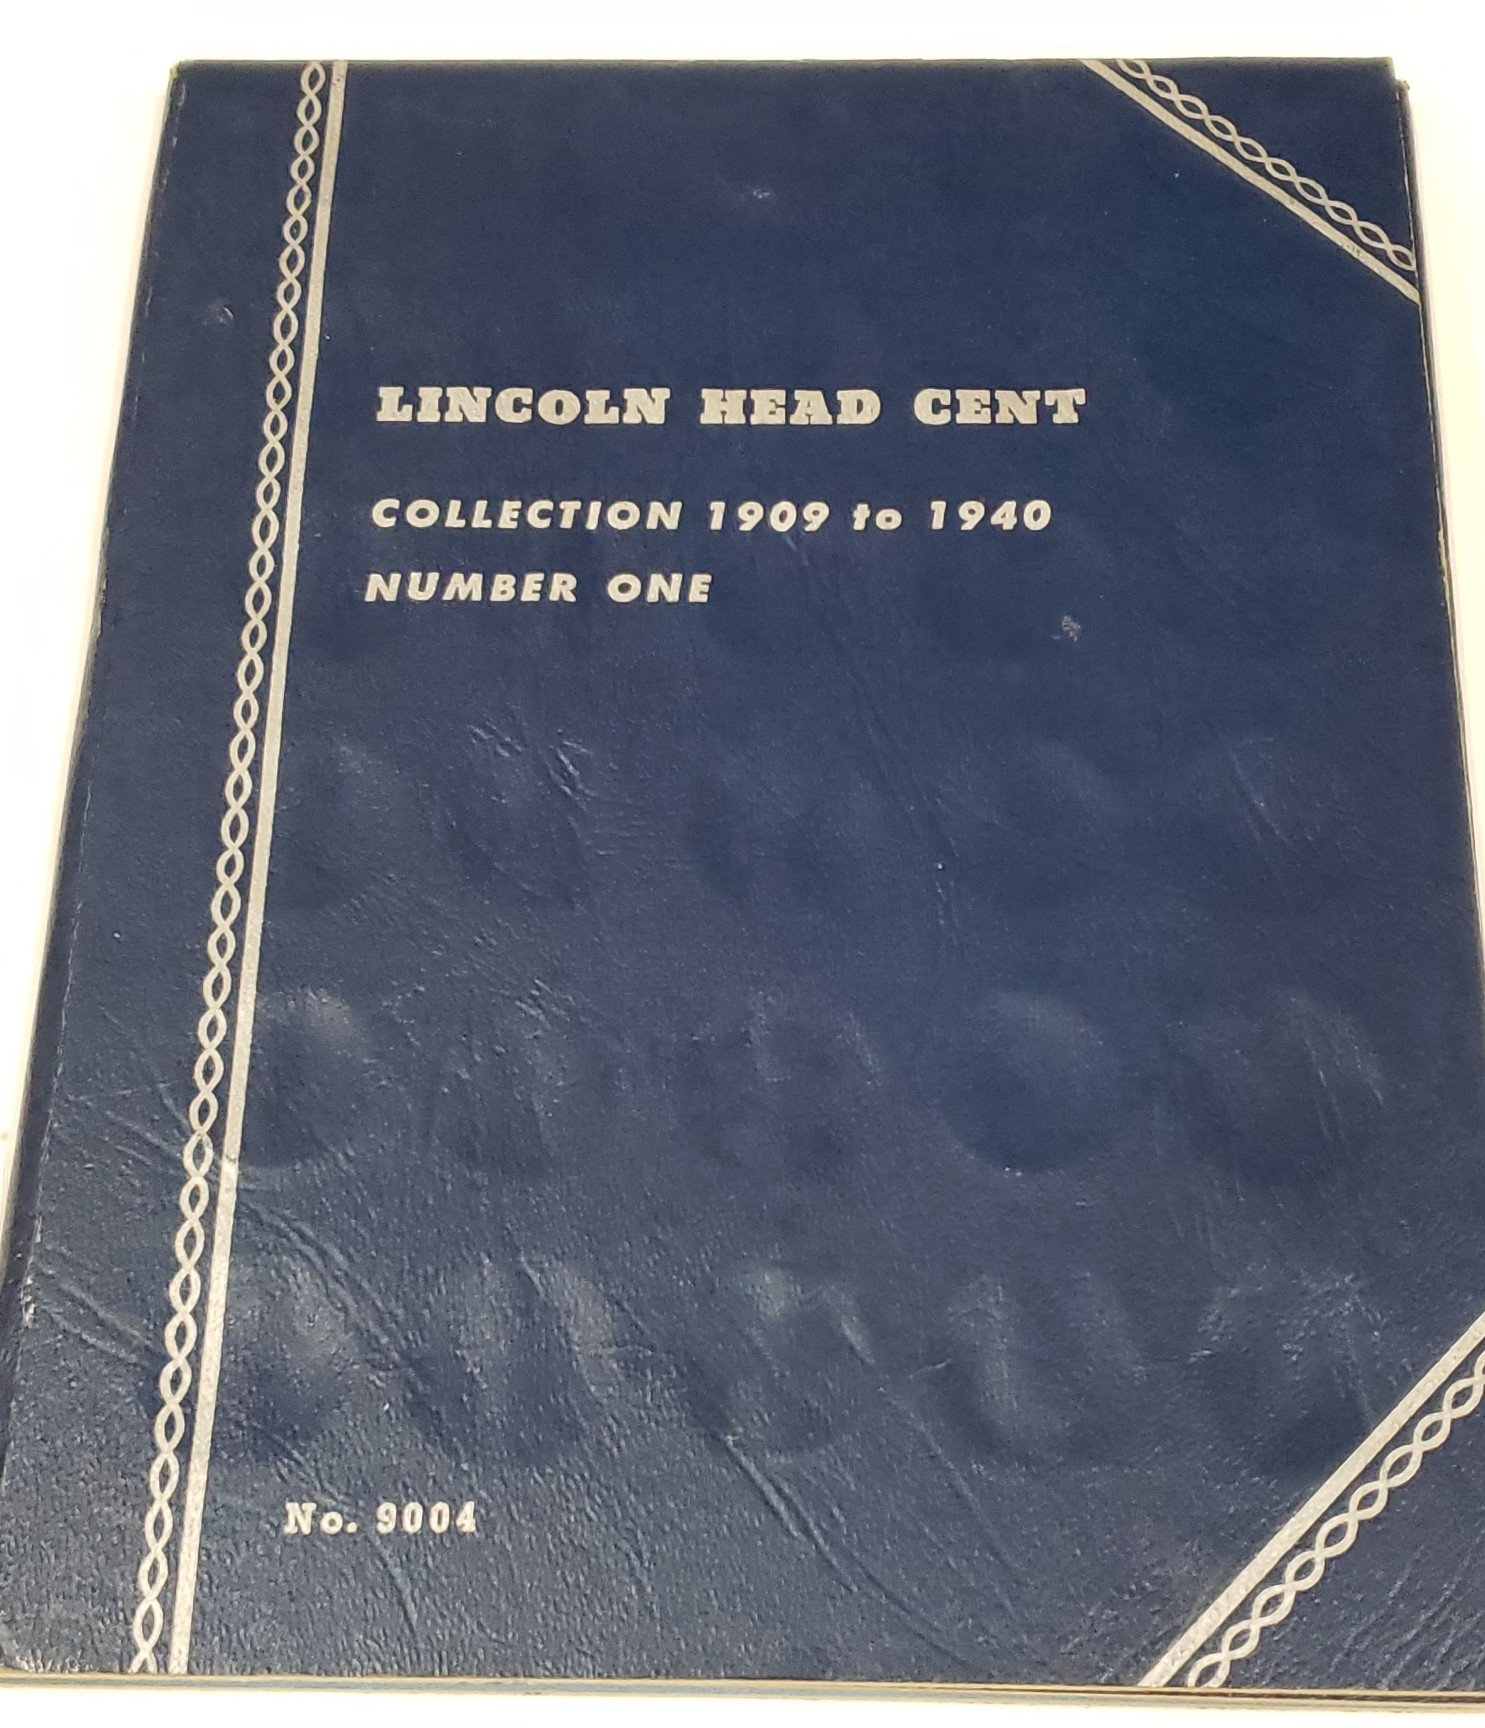 LINCOLN HEAD CENT
COLLECTION 1909 to 1940
NUMBER ONE
No. 9004